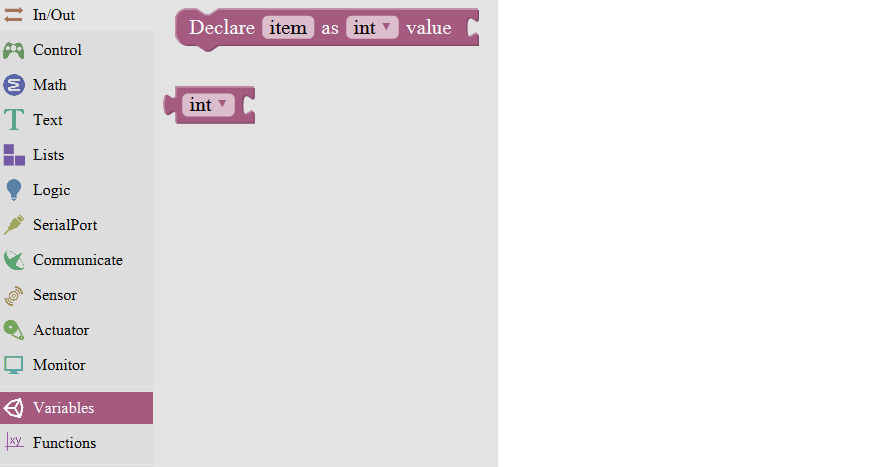 In/Out
Control
Math
Text
Lists
Logic
SerialPort
Communicate
Sensor
Actuator
Monitor
Variables
xy Functions
Declare item as int value
int